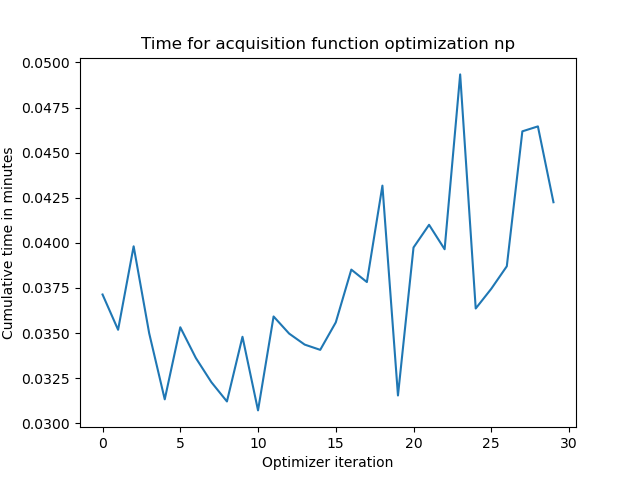 Time for acquisition function optimization np
Cumulative time in minutes
0.0500
0.0475
0.0450
0.0425
0.0400
0.0375
0.0350
0.0325
0.0300
0 5 10 15 20 25 30
Optimizer iteration